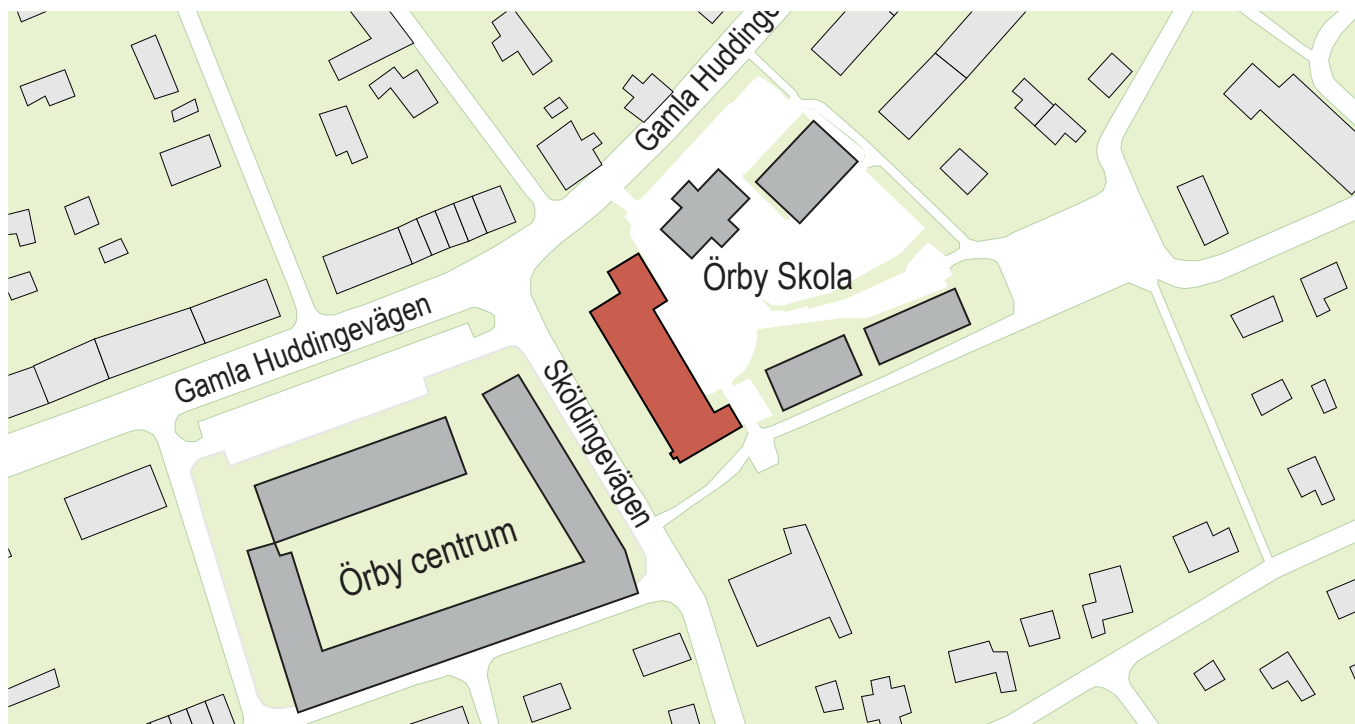 Gamla Huddinge
Örby Skola
Gamla Huddingevägen
Sköldingevägen
Örby centrum